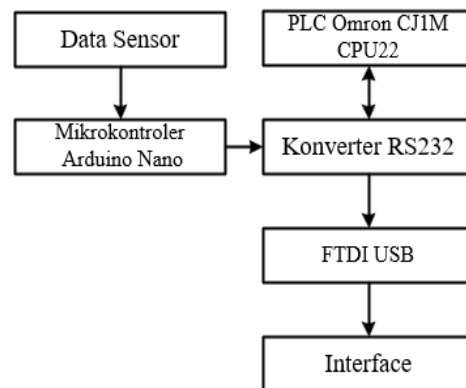 Data Sensor
PLC Omron CJ1M
CPU22
Mikrokontroler
Arduino Nano
Konverter RS232
FTDI USB
Interface